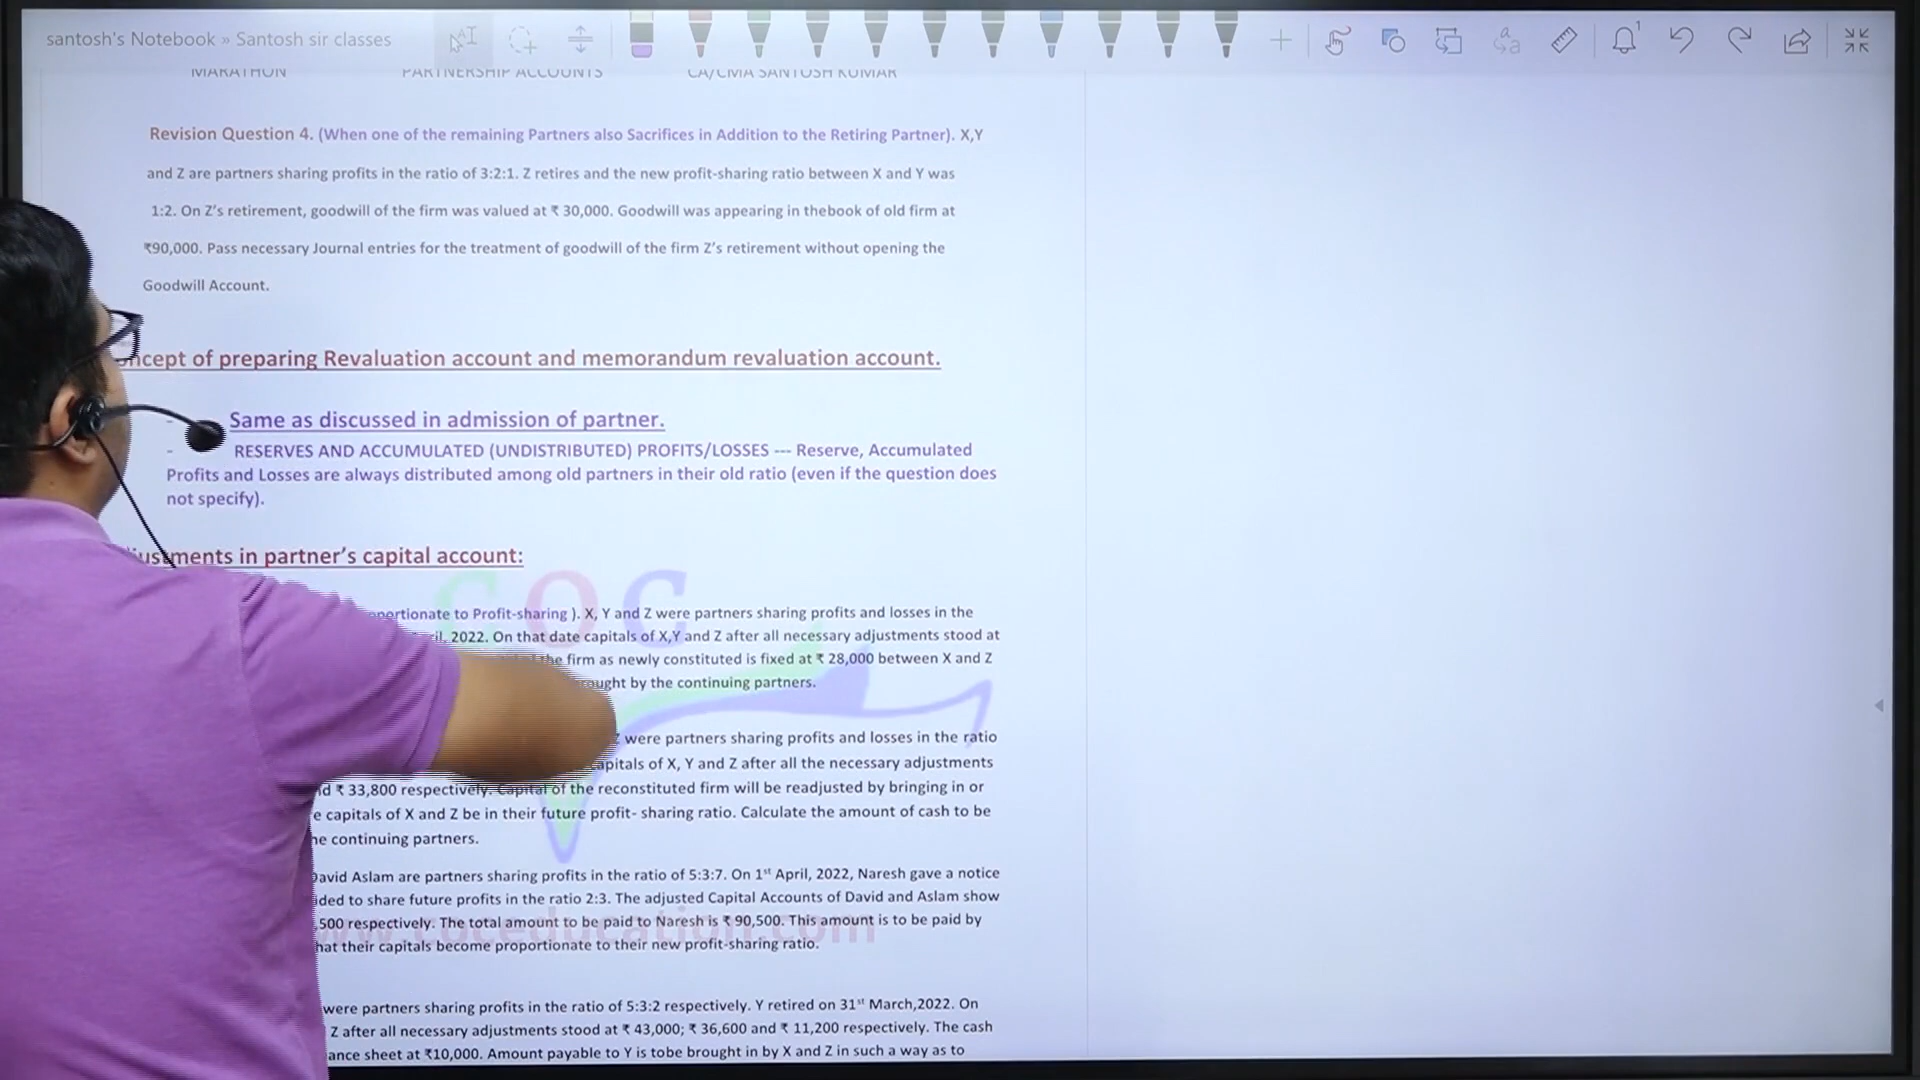 santosh's Notebook » Santosh sir classes
MARATHON PARTNERSHIP ACCOUNTS CA/CMA SANTOSH KUMAR
Revision Question 4. (When one of the remaining Partners also Sacrifices in Addition to the Retiring Partner). X,Y
and Z are partners sharing profits in the ratio of 3:2:1. Z retires and the new profit-sharing ratio between X and Y was
1:2. On Z's retirement, goodwill of the firm was valued at ₹ 30,000. Goodwill was appearing in thebook of old firm at
₹90,000. Pass necessary Journal entries for the treatment of goodwill of the firm Z's retirement without opening the
Goodwill Account.
of preparing Revaluation account and memorandum revaluation account.
- Same as discussed in admission of partner.
- RESERVES AND ACCUMULATED (UNDISTRIBUTED) PROFITS/LOSSES --- Reserve, Accumulated
Profits and Losses are always distributed among old partners in their old ratio (even if the question does
not specify).
in partner's capital account:
COC
to Profit-sharing ). X, Y and Z were partners sharing profits and losses in the
2022. On that date capitals of X,Y and Z after all necessary adjustments stood at
the firm as newly constituted is fixed at ₹ 28,000 between X and Z
by the continuing partners.
were partners sharing profits and losses in the ratio
of X, Y and Z after all the necessary adjustments
₹ 33,800 respectively. Capital of the reconstituted firm will be readjusted by bringing in or
capitals of X and Z be in their future profit- sharing ratio. Calculate the amount of cash to be
continuing partners.
David Aslam are partners sharing profits in the ratio of 5:3:7. On 1st April, 2022, Naresh gave a notice
to share future profits in the ratio 2:3. The adjusted Capital Accounts of David and Aslam show
500 respectively. The total amount to be paid to Naresh is ₹ 90,500. This amount is to be paid by
that their capitals become proportionate to their new profit-sharing ratio.
were partners sharing profits in the ratio of 5:3:2 respectively. Y retired on 31st March,2022. On
Z after all necessary adjustments stood at ₹ 43,000; ₹ 36,600 and ₹ 11,200 respectively. The cash
sheet at ₹10,000. Amount payable to Y is tobe brought in by X and Z in such a way as to